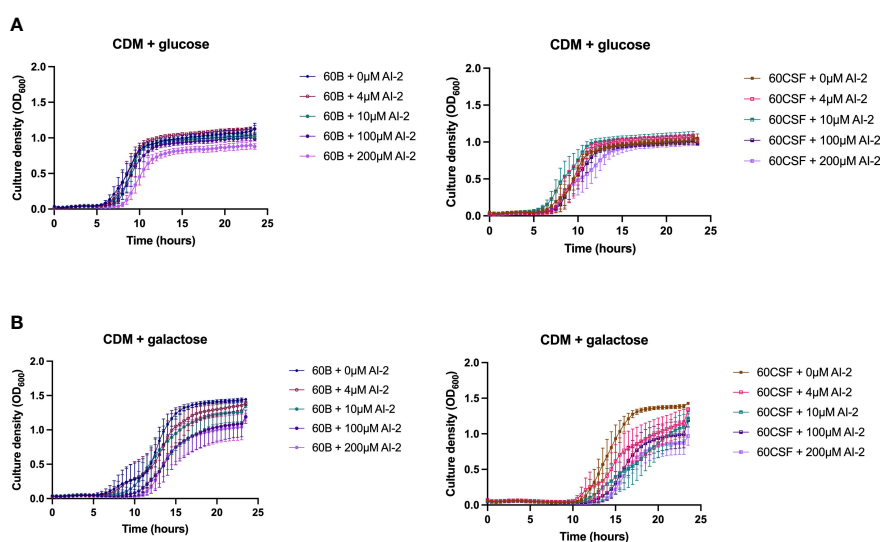 A
CDM + glucose
Culture density (OD600)
2.0
1.5
1.0
0.5
0.0
0 5 10 15 20 25
Time (hours)
60B + 0µM AI-2
60B + 4µM AI-2
60B + 10µM AI-2
60B + 100µM AI-2
60B + 200µM AI-2
CDM + glucose
Culture density (OD600)
2.0
1.5
1.0
0.5
0.0
0 5 10 15 20 25
Time (hours)
60CSF + 0µM AI-2
60CSF + 4µM AI-2
60CSF + 10µM AI-2
60CSF + 100µM AI-2
60CSF + 200µM AI-2
B
CDM + galactose
Culture density (OD600)
2.0
1.5
1.0
0.5
0.0
0 5 10 15 20 25
Time (hours)
60B + 0µM AI-2
60B + 4µM AI-2
60B + 10µM AI-2
60B + 100µM AI-2
60B + 200µM AI-2
CDM + galactose
Culture density (OD600)
2.0
1.5
1.0
0.5
0.0
0 5 10 15 20 25
Time (hours)
60CSF + 0µM AI-2
60CSF + 4µM AI-2
60CSF + 10µM AI-2
60CSF + 100µM AI-2
60CSF + 200µM AI-2